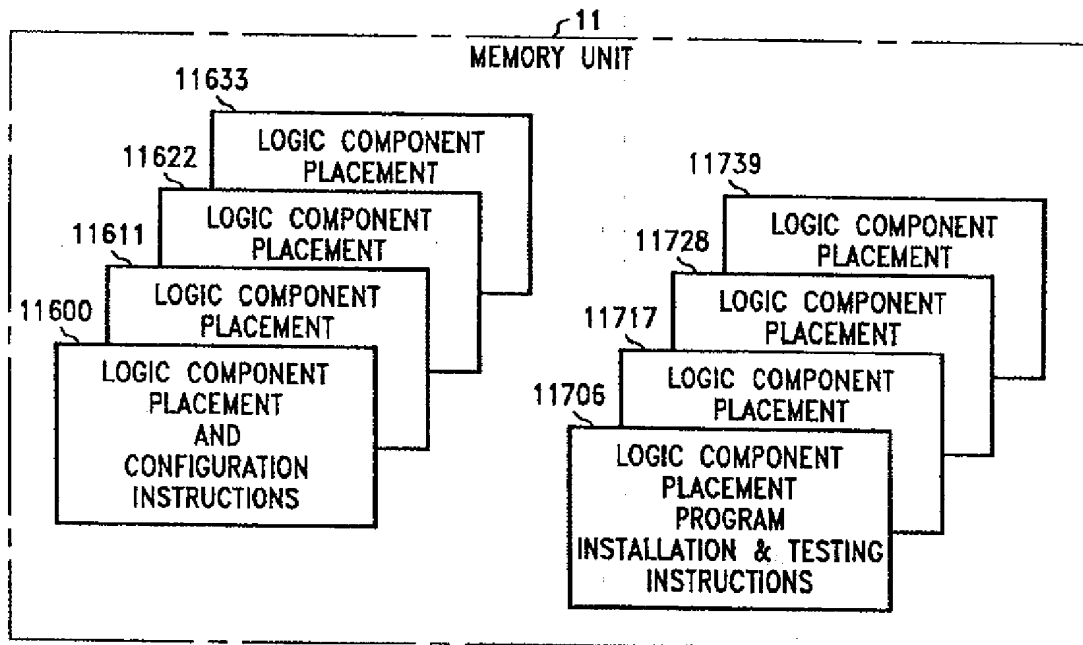 11
MEMORY UNIT
11633
LOGIC COMPONENT
PLACEMENT
11622
LOGIC COMPONENT
PLACEMENT
11611
LOGIC COMPONENT
PLACEMENT
11600
LOGIC COMPONENT
PLACEMENT
AND
CONFIGURATION
INSTRUCTIONS
11739
LOGIC COMPONENT
PLACEMENT
11728
LOGIC COMPONENT
PLACEMENT
11717
LOGIC COMPONENT
PLACEMENT
11706
LOGIC COMPONENT
PLACEMENT
PROGRAM
INSTALLATION & TESTING
INSTRUCTIONS